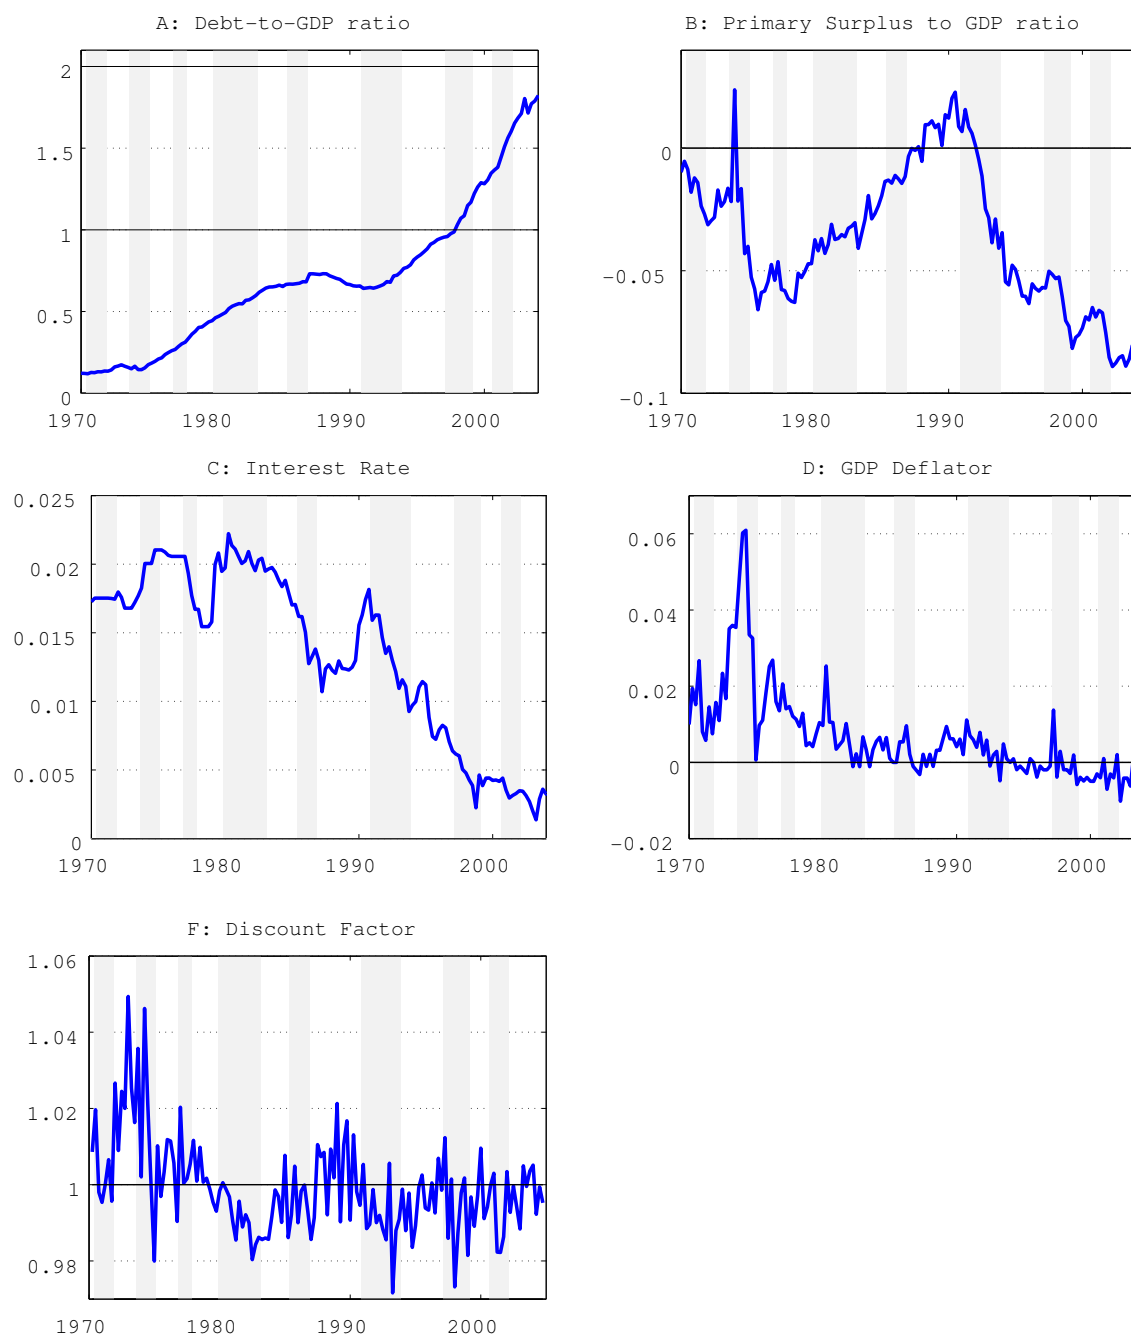 A: Debt-to-GDP ratio
2
1.5
1
0.5
0
1970 1980 1990 2000
B: Primary Surplus to GDP ratio
0
-0.05
-0.1
1970 1980 1990 2000
C: Interest Rate
0.025
0.02
0.015
0.01
0.005
0
1970 1980 1990 2000
D: GDP Deflator
0.06
0.04
0.02
0
-0.02
1970 1980 1990 2000
F: Discount Factor
1.06
1.04
1.02
1
0.98
1970 1980 1990 2000